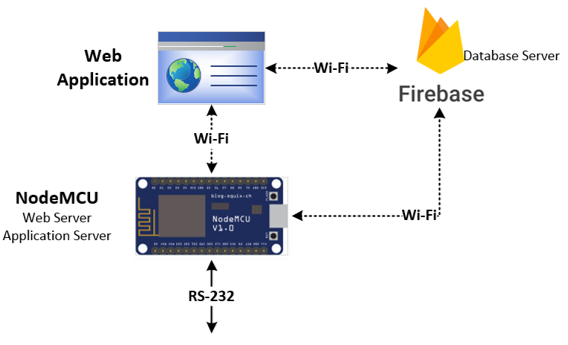 Web
Application
Wi-Fi
Database Server
Firebase
Wi-Fi
NodeMCU
Web Server
Application Server
blog-squix-ch
NodeMCU
V1.0
Wi-Fi
RS-232